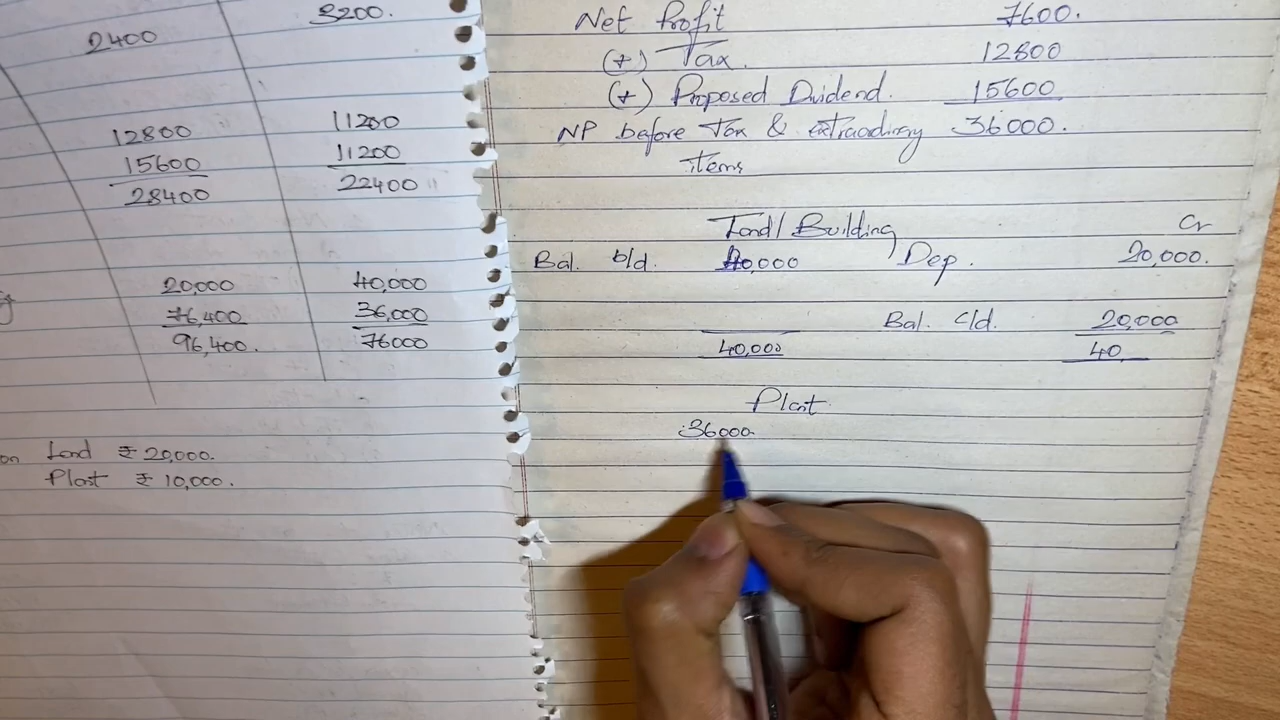 3200.
2400
12800 11200
15600 11200
28400 22400
20,000 40,000
76,400 36,000
96,400. 76000
on Land ₹ 20,000.
Plant ₹ 10,000.
Net Profit 7600.
(+) Tax. 12800
(+) Proposed Dividend. 15600
NP before Tax & extraordinary 36000.
items
Land/Building Cr
Bal. b/d. 40,000 Dep. 20,000.
Bal. c/d. 20,000
40,000 40
Plant
36000